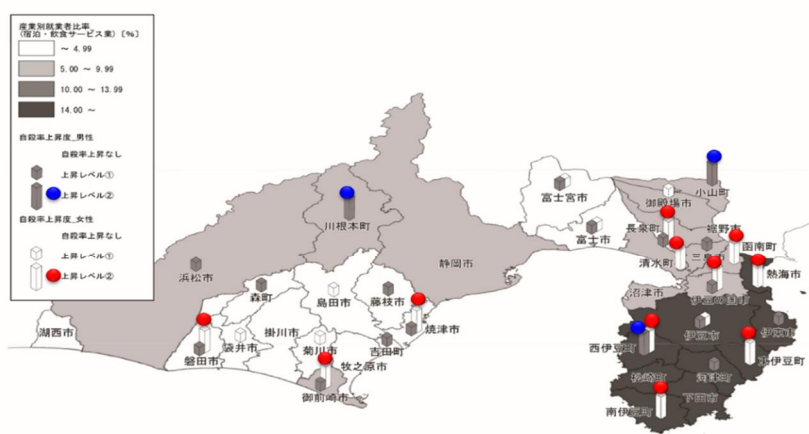 産業別就業者比率
(宿泊・飲食サービス業) [%]
～ 4.99
5.00 ～ 9.99
10.00 ～ 13.99
14.00 ～
自殺率上昇度_男性
自殺率上昇なし
上昇レベル①
上昇レベル②
自殺率上昇度_女性
自殺率上昇なし
上昇レベル①
上昇レベル②
小山町
富士宮市
御殿場市
川根本町
富士市
長泉町
裾野市
函南町
静岡市
清水町
三島市
熱海市
浜松市
森町
島田市
藤枝市
沼津市
伊豆の国市
湖西市
磐田市
袋井市
掛川市
菊川市
吉田町
焼津市
西伊豆町
伊豆市
伊東市
東伊豆町
牧之原市
御前崎市
松崎町
河津町
南伊豆町
下田市